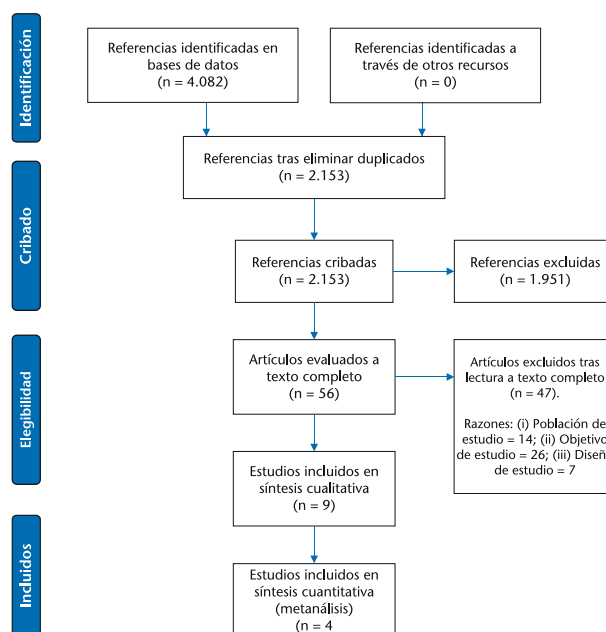 Identificación
Referencias identificadas en
bases de datos
(n = 4.082)
Referencias identificadas a
través de otros recursos
(n = 0)
Referencias tras eliminar duplicados
(n = 2.153)
Cribado
Referencias cribadas
(n = 2.153)
Referencias excluidas
(n = 1.951)
Elegibilidad
Artículos evaluados a
texto completo
(n = 56)
Artículos excluidos tras
lectura a texto completo
(n = 47).
Razones: (i) Población de
estudio = 14; (ii) Objetivo
de estudio = 26; (iii) Diseñ
de estudio = 7
Estudios incluidos en
síntesis cualitativa
(n = 9)
Incluidos
Estudios incluidos en
síntesis cuantitativa
(metanálisis)
(n = 4